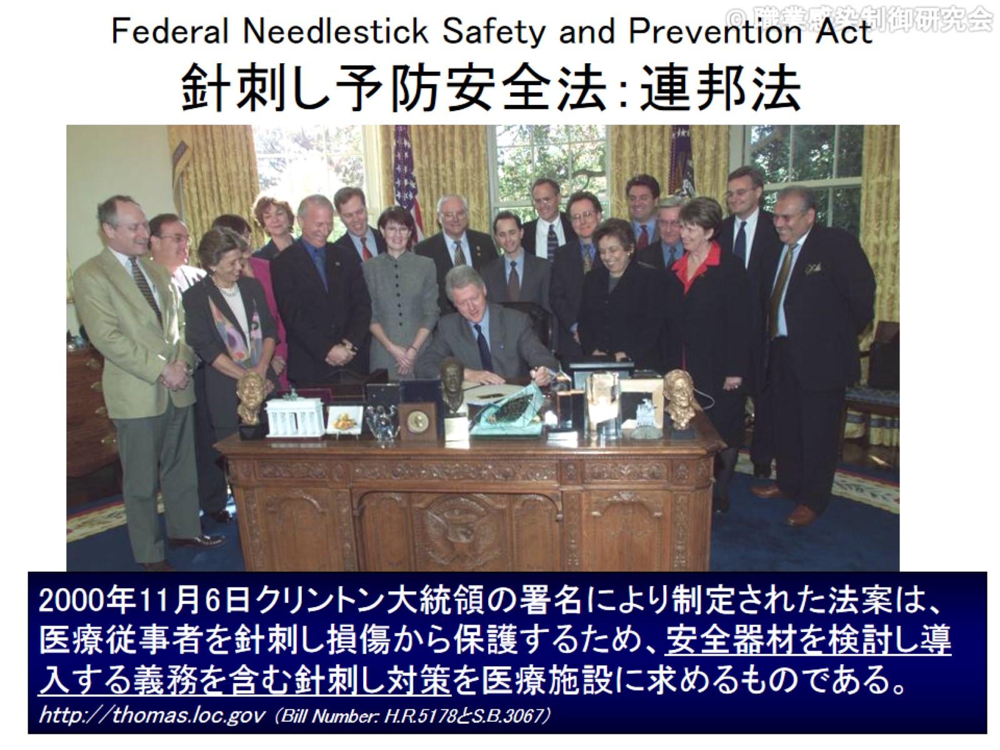 © 職業感染制御研究会
Federal Needlestick Safety and Prevention Act
針刺し予防安全法：連邦法
2000年11月6日クリントン大統領の署名により制定された法案は、
医療従事者を針刺し損傷から保護するため、安全器材を検討し導
入する義務を含む針刺し対策を医療施設に求めるものである。
http://thomas.loc.gov (Bill Number: H.R.5178とS.B.3067)